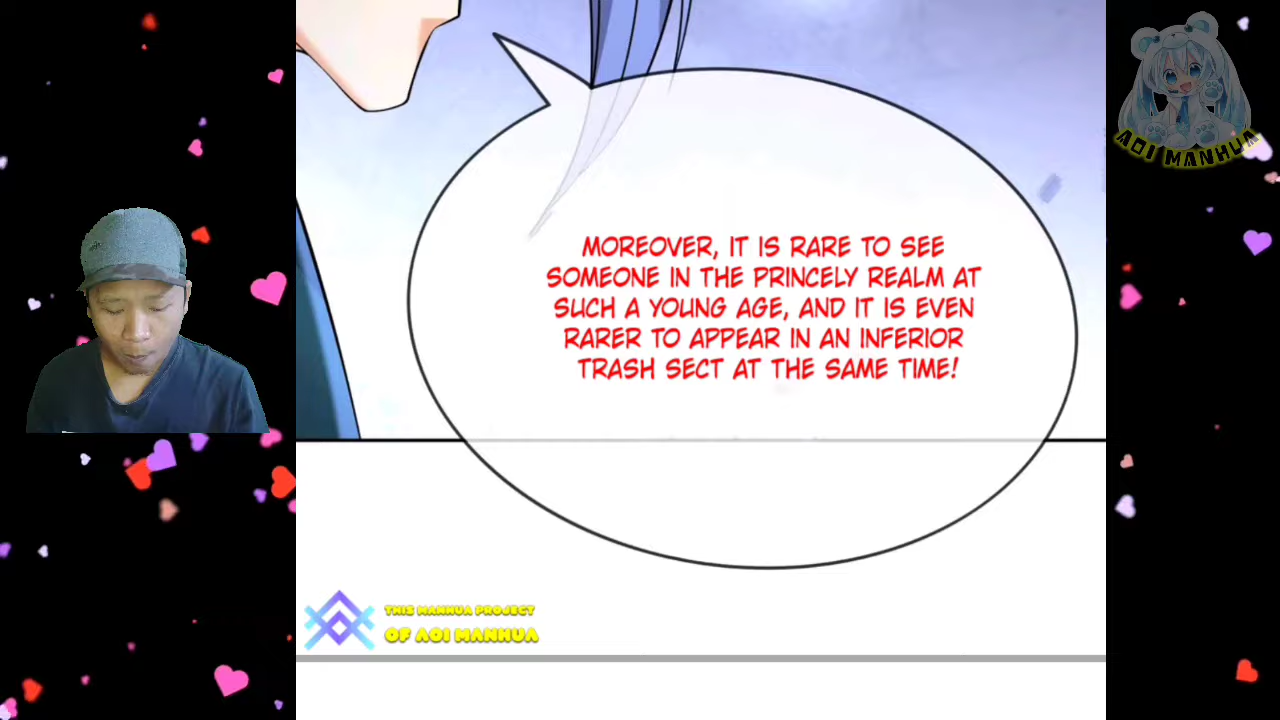 AOI MANHUA
MOREOVER, IT IS RARE TO SEE
SOMEONE IN THE PRINCELY REALM AT
SUCH A YOUNG AGE, AND IT IS EVEN
RARER TO APPEAR IN AN INFERIOR
TRASH SECT AT THE SAME TIME!
THIS MANHUA PROJECT
OF AOI MANHUA